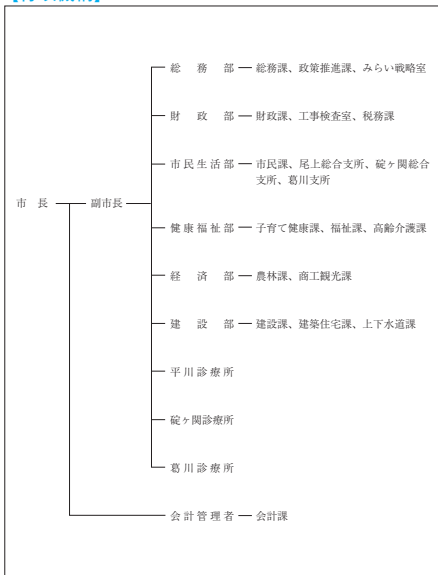 総務部 総務課、政策推進課、みらい戦略室
財政部 財政課、工事検査室、税務課
市民生活部 市民課、尾上総合支所、碇ヶ関総合
支所、葛川支所
市長 副市長
健康福祉部 子育て健康課、福祉課、高齢介護課
経済部 農林課、商工観光課
建設部 建設課、建築住宅課、上下水道課
平川診療所
碇ヶ関診療所
葛川診療所
会計管理者 会計課